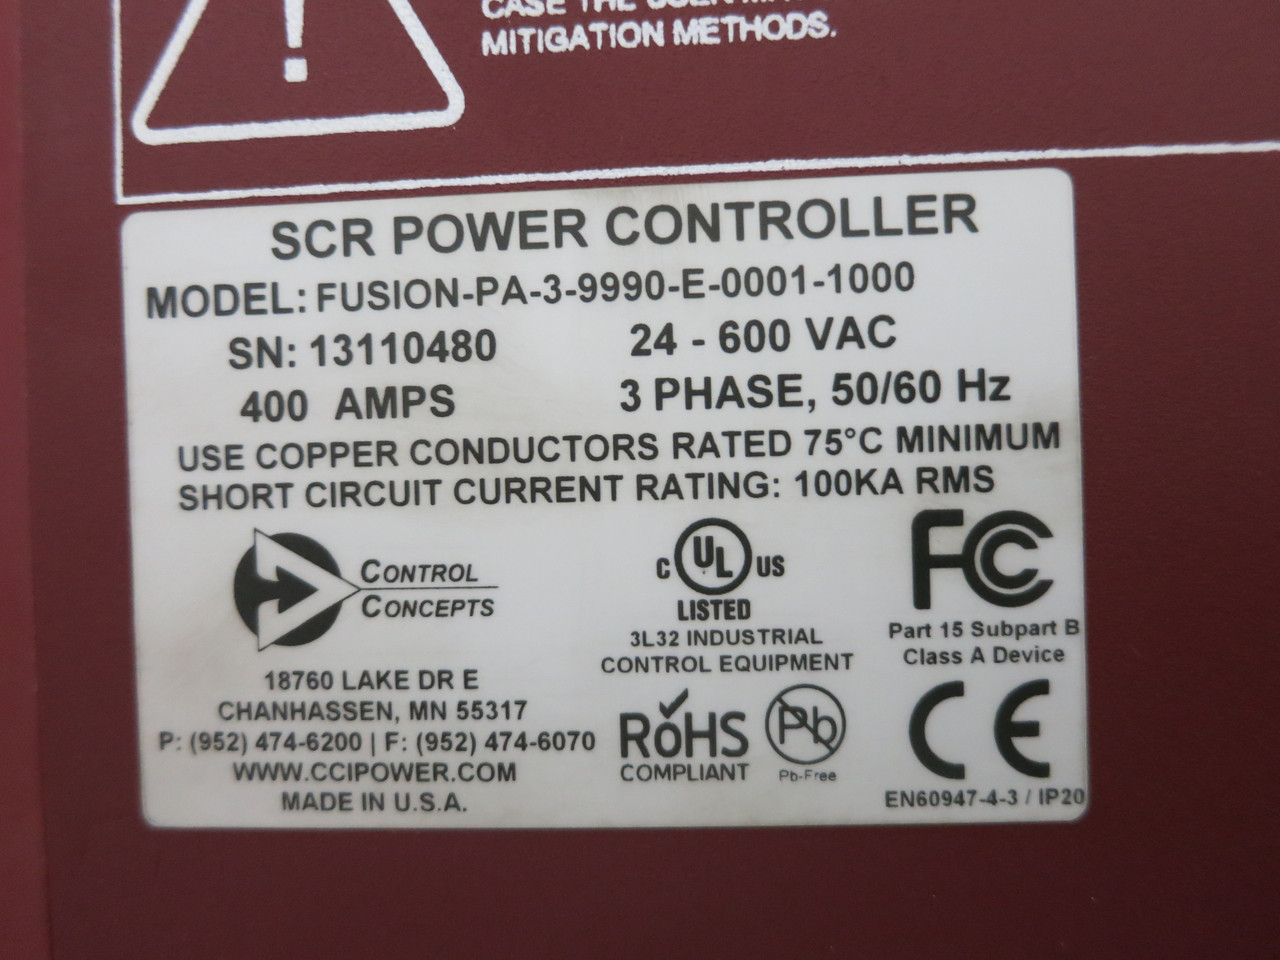 MITIGATION METHODS.
SCR POWER CONTROLLER
MODEL: FUSION-PA-3-9990-E-0001-1000
SN: 13110480 24 - 600 VAC
400 AMPS 3 PHASE, 50/60 Hz
USE COPPER CONDUCTORS RATED 75°C MINIMUM
SHORT CIRCUIT CURRENT RATING: 100KA RMS
CONTROL
CONCEPTS
18760 LAKE DR E
CHANHASSEN, MN 55317
P: (952) 474-6200 | F: (952) 474-6070
WWW.CCIPOWER.COM
MADE IN U.S.A.
C UL US
LISTED
3L32 INDUSTRIAL
CONTROL EQUIPMENT
RoHS
COMPLIANT
Pb
Pb-Free
FC
Part 15 Subpart B
Class A Device
CE
EN60947-4-3 / IP20